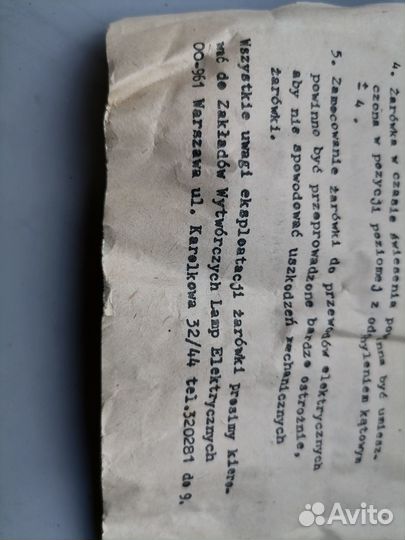 4. Żarówka w czasie świecenia powinna być umiesz-
czona w pozycji poziomej z odchyleniem kątowym
± 4 .
5. Zamocowanie żarówki do przewodów elektrycznych
powinno być przeprowadzone bardzo ostrożnie,
aby nie spowodować uszkodzeń mechanicznych
żarówki.
Wszystkie uwagi eksploatacji żarówki prosimy kiero-
wać do Zakładów Wytwórczych Lamp Elektrycznych
OO-961 Warszawa ul. Karolkowa 32/44 tel.320281 do 9.
Avito